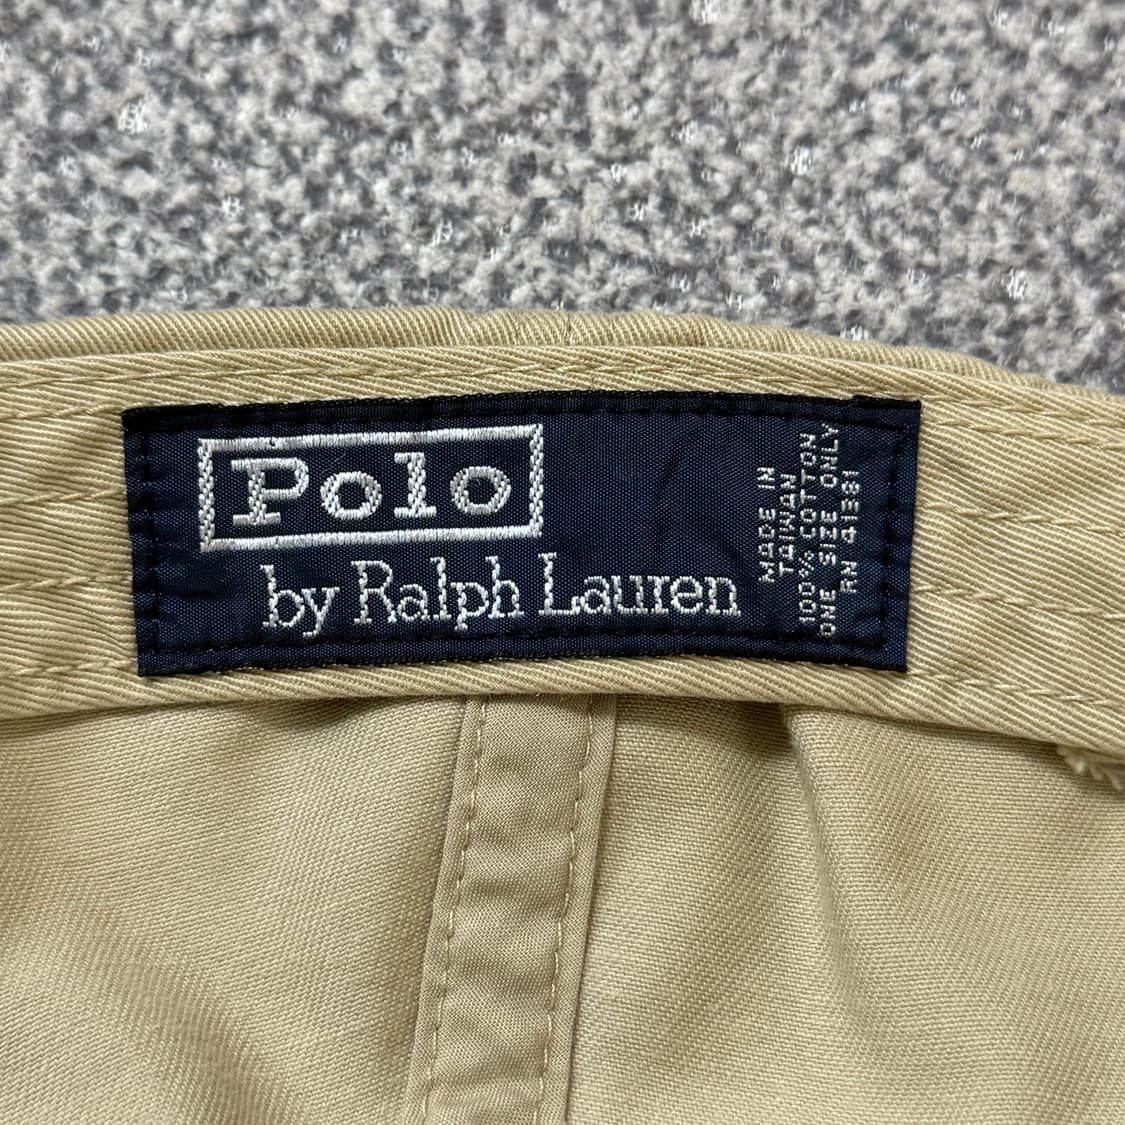 Polo
by Ralph Lauren
MADE IN
TAIWAN
100% COTTON
ONE SIZE ONLY
RN 41381